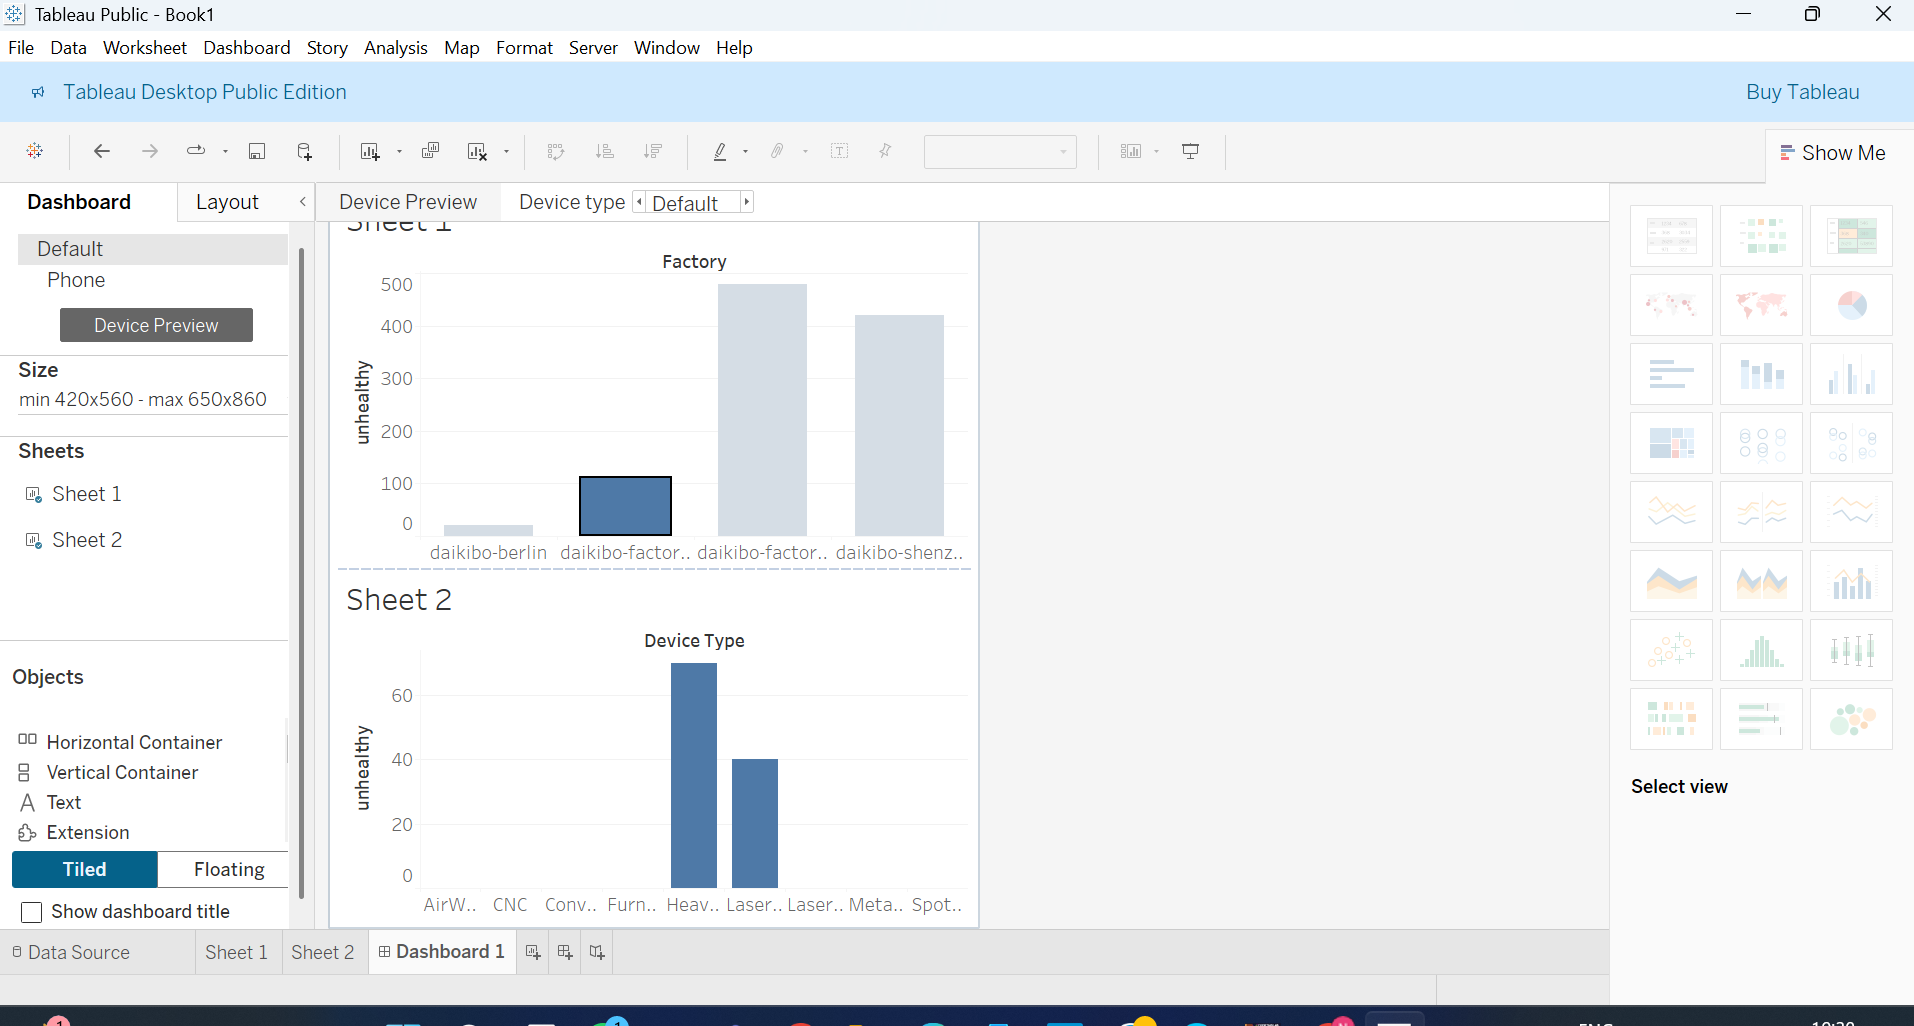 Tableau Public - Book1
File Data Worksheet Dashboard Story Analysis Map Format Server Window Help
Tableau Desktop Public Edition
Buy Tableau
Show Me
Dashboard Layout
Device Preview Device type Default
Default
Phone
Device Preview
Size
min 420x560 - max 650x860
Sheets
Sheet 1
Sheet 2
Objects
Horizontal Container
Vertical Container
Text
Extension
Tiled Floating
Show dashboard title
Sheet 1
Factory
500
400
300
200
100
0
unhealthy
daikibo-berlin daikibo-factor.. daikibo-factor.. daikibo-shenz..
Sheet 2
Device Type
60
40
20
0
unhealthy
AirW.. CNC Conv.. Furn.. Heav.. Laser.. Laser.. Meta.. Spot..
Select view
Data Source Sheet 1 Sheet 2 Dashboard 1